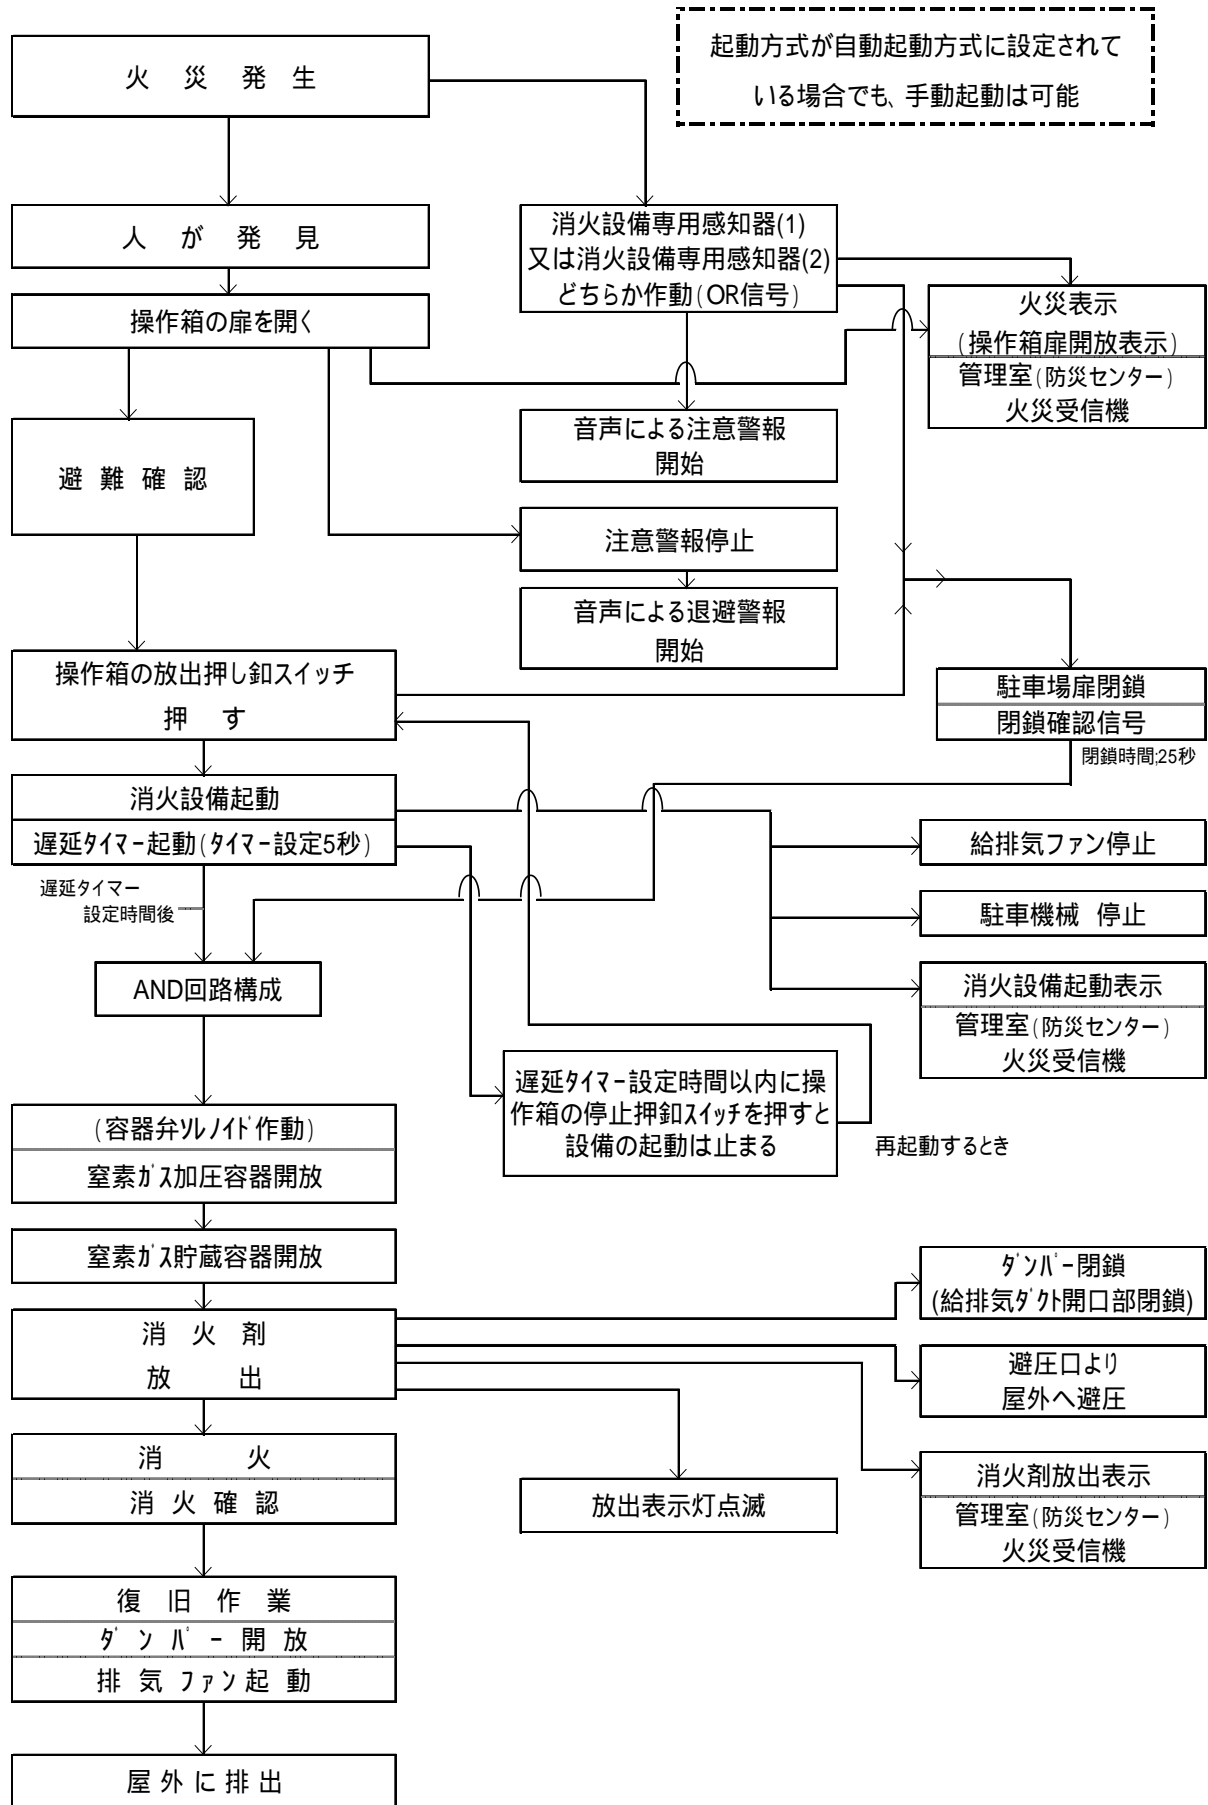 起動方式が自動起動方式に設定されて
いる場合でも、手動起動は可能
火 災 発 生
人 が 発 見
操作箱の扉を開く
避 難 確 認
消火設備専用感知器(1)
又は消火設備専用感知器(2)
どちらか作動(OR信号)
火災表示
(操作箱扉開放表示)
管理室(防災センター)
火災受信機
音声による注意警報
開始
注意警報停止
音声による退避警報
開始
操作箱の放出押し釦スイッチ
押 す
駐車場扉閉鎖
閉鎖確認信号
閉鎖時間;25秒
消火設備起動
遅延ﾀｲﾏｰ起動(ﾀｲﾏｰ設定5秒)
遅延タイマー
設定時間後
給排気ファン停止
駐車機械 停止
消火設備起動表示
管理室(防災センター)
火災受信機
AND回路構成
遅延ﾀｲﾏｰ設定時間以内に操
作箱の停止押釦ｽｲｯﾁを押すと
設備の起動は止まる
再起動するとき
(容器弁ｿﾚﾉｲﾄﾞ作動)
窒素ｶﾞｽ加圧容器開放
窒素ｶﾞｽ貯蔵容器開放
消 火 剤
放 出
ﾀﾞﾝﾊﾟｰ閉鎖
(給排気ﾀﾞｸﾄ開口部閉鎖)
避圧口より
屋外へ避圧
消火剤放出表示
管理室(防災センター)
火災受信機
放出表示灯点滅
消 火
消 火 確 認
復 旧 作 業
ﾀﾞ ﾝ ﾊﾟ ｰ 開 放
排 気 ﾌｧﾝ 起 動
屋 外 に 排 出